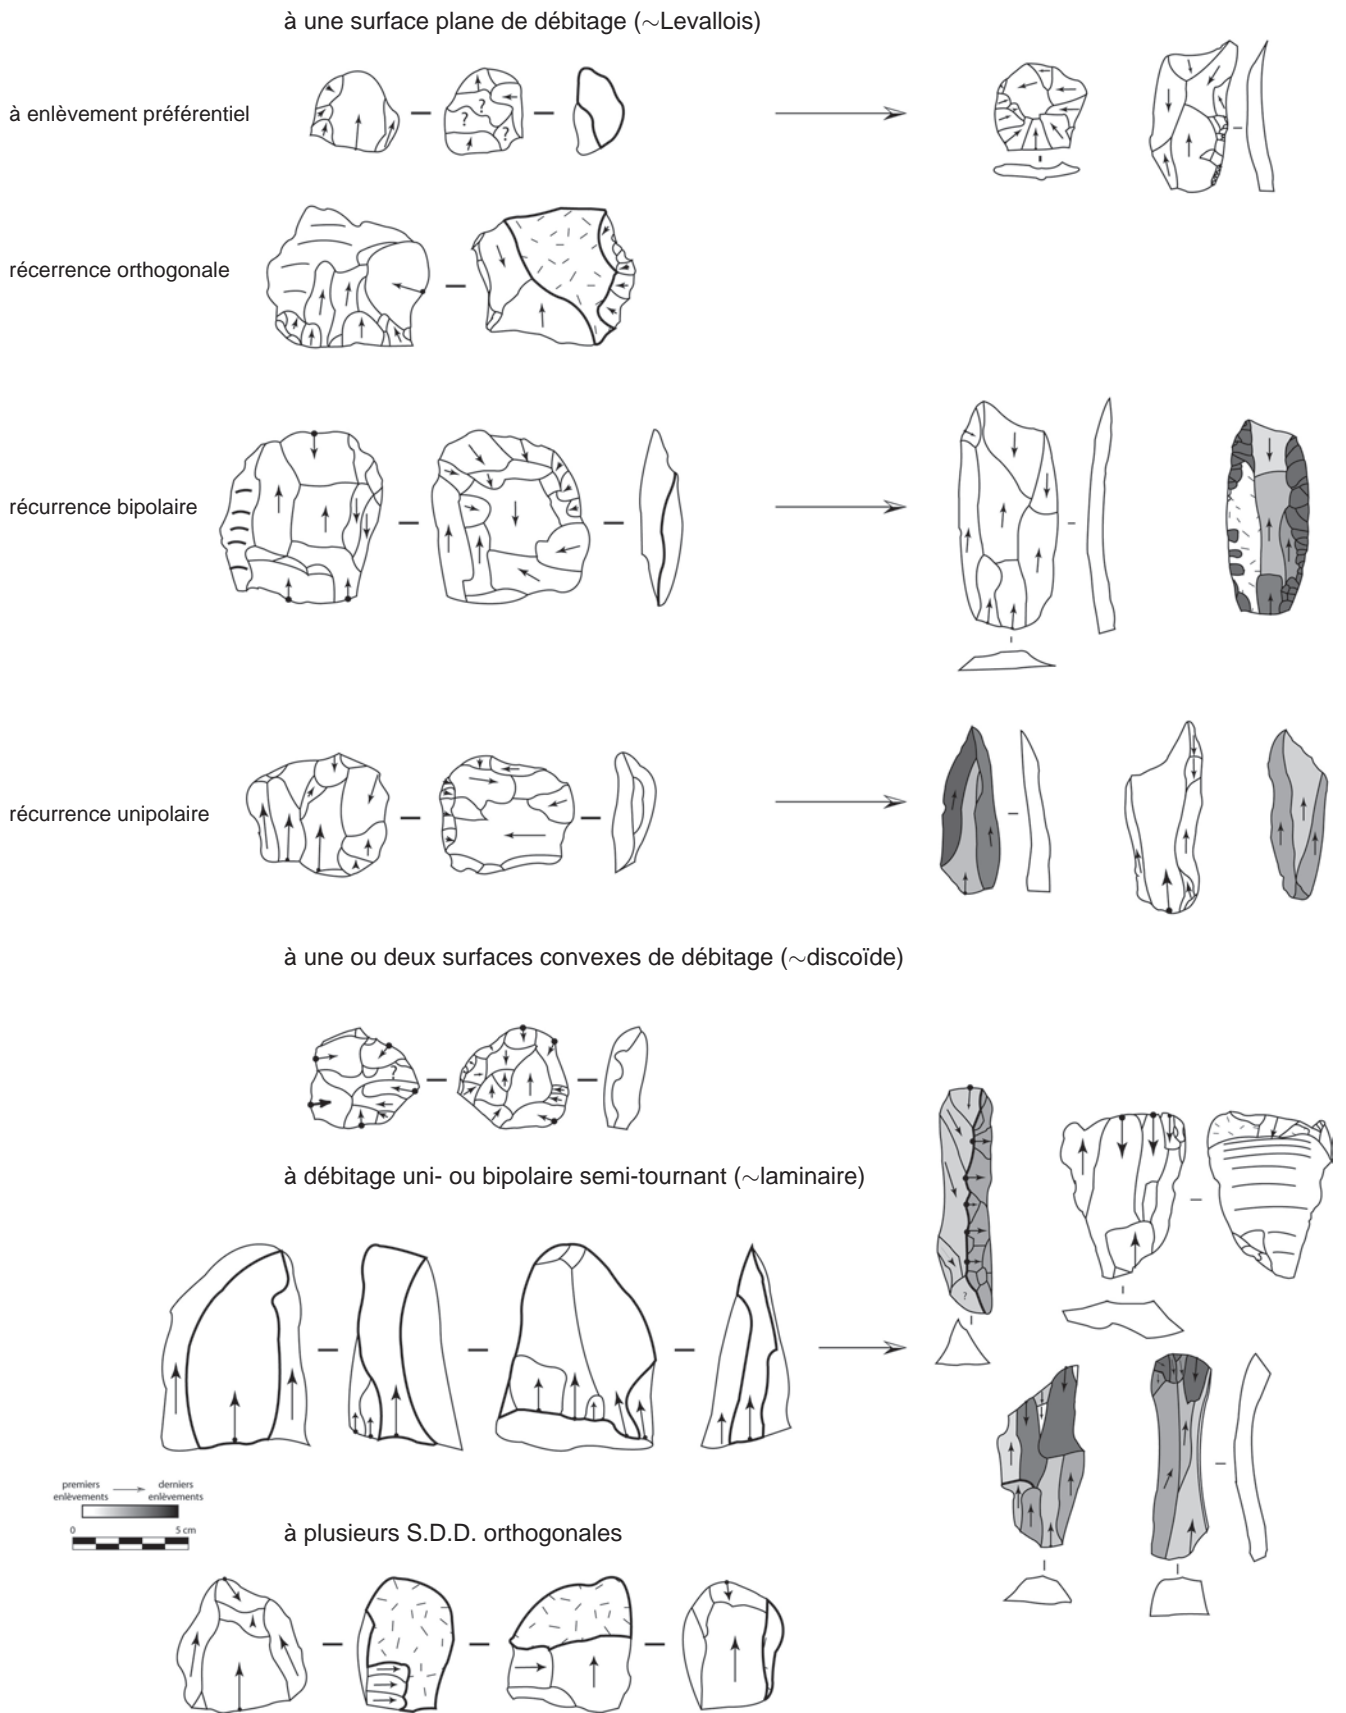 à une surface plane de débitage (~Levallois)
à enlèvement préférentiel
? ? ?
récerrence orthogonale
récurrence bipolaire
récurrence unipolaire
à une ou deux surfaces convexes de débitage (~discoïde)
?
à débitage uni- ou bipolaire semi-tournant (~laminaire)
?
premiers enlèvements
derniers enlèvements
0 5 cm
à plusieurs S.D.D. orthogonales